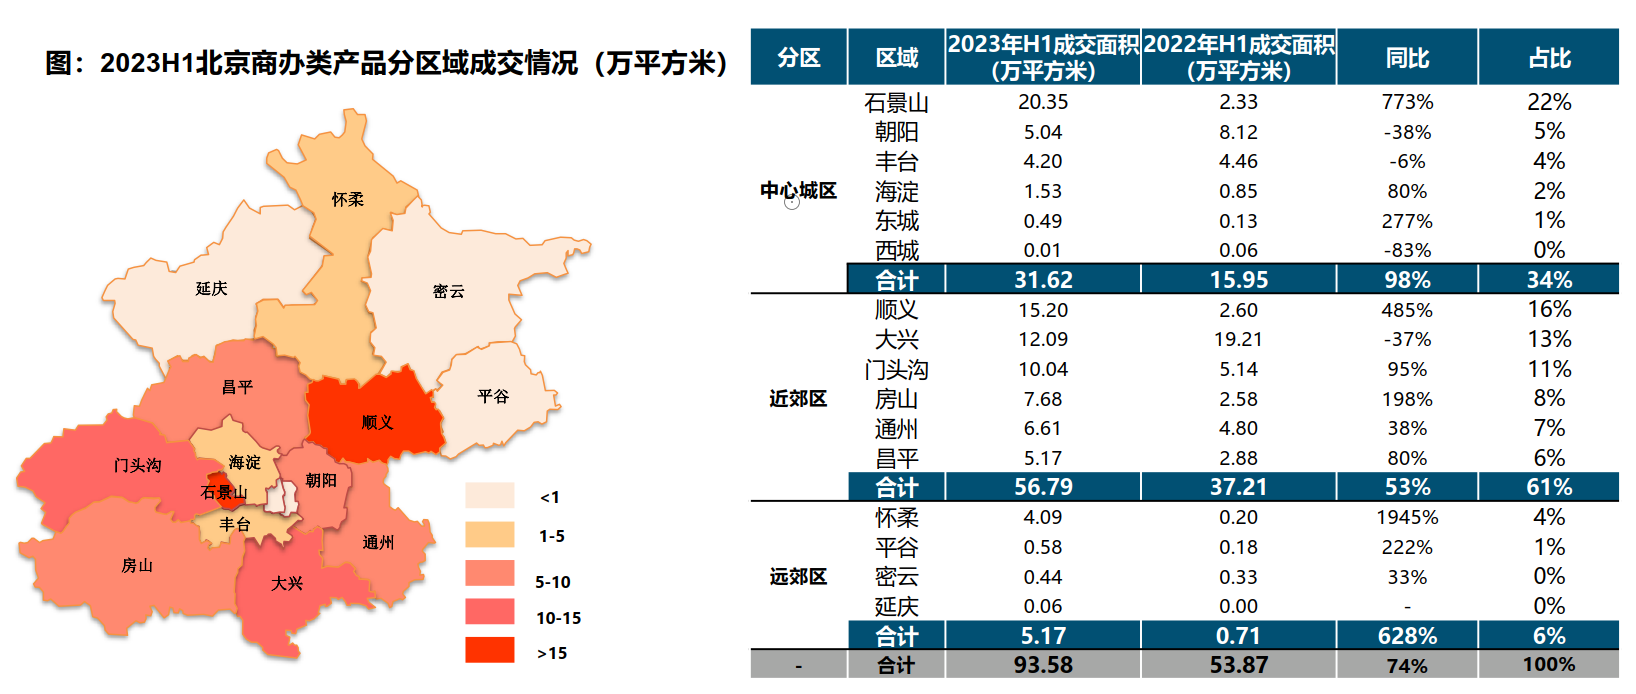 图：2023H1北京商办类产品分区域成交情况（万平方米）
怀柔
延庆
密云
昌平
平谷
顺义
门头沟
海淀
朝阳
石景山
丰台
通州
房山
大兴
<1
1-5
5-10
10-15
>15
分区 区域 2023年H1成交面积（万平方米） 2022年H1成交面积（万平方米） 同比 占比
中心城区
石景山 20.35 2.33 773% 22%
朝阳 5.04 8.12 -38% 5%
丰台 4.20 4.46 -6% 4%
海淀 1.53 0.85 80% 2%
东城 0.49 0.13 277% 1%
西城 0.01 0.06 -83% 0%
合计 31.62 15.95 98% 34%
近郊区
顺义 15.20 2.60 485% 16%
大兴 12.09 19.21 -37% 13%
门头沟 10.04 5.14 95% 11%
房山 7.68 2.58 198% 8%
通州 6.61 4.80 38% 7%
昌平 5.17 2.88 80% 6%
合计 56.79 37.21 53% 61%
远郊区
怀柔 4.09 0.20 1945% 4%
平谷 0.58 0.18 222% 1%
密云 0.44 0.33 33% 0%
延庆 0.06 0.00 - 0%
合计 5.17 0.71 628% 6%
- 合计 93.58 53.87 74% 100%